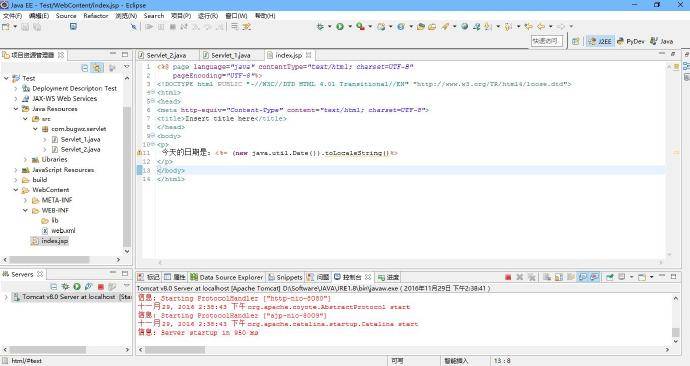 Java EE - Test/WebContent/index.jsp - Eclipse
文件(F) 编辑(E) Source Refactor 浏览(N) Search 项目(P) 运行(R) 窗口(W) 帮助(H)
快速访问
J2EE PyDev Java
项目资源管理器
Test
Deployment Descriptor: Test
JAX-WS Web Services
Java Resources
src
com.bugwz.servlet
Servlet_1.java
Servlet_2.java
Libraries
JavaScript Resources
build
WebContent
META-INF
WEB-INF
lib
web.xml
index.jsp
Servlet_2.java Servlet_1.java index.jsp
1 <%@ page language="java" contentType="text/html; charset=UTF-8"
2 pageEncoding="UTF-8"%>
3 <!DOCTYPE html PUBLIC "-//W3C//DTD HTML 4.01 Transitional//EN" "http://www.w3.org/TR/html4/loose.dtd">
4 <html>
5 <head>
6 <meta http-equiv="Content-Type" content="text/html; charset=UTF-8">
7 <title>Insert title here</title>
8 </head>
9 <body>
10 <p>
11 今天的日期是: <%= (new java.util.Date()).toLocaleString()%>
12 </p>
13 </body>
14 </html>
Servers
Tomcat v8.0 Server at localhost [Sta
标记 属性 Data Source Explorer Snippets 问题 控制台 进度
Tomcat v8.0 Server at localhost [Apache Tomcat] D:\Software\JAVA\JRE1.8\bin\javaw.exe ( 2016年11月29日 下午2:38:41 )
信息: Starting ProtocolHandler ["http-nio-8080"]
十一月 29, 2016 2:38:43 下午 org.apache.coyote.AbstractProtocol start
信息: Starting ProtocolHandler ["ajp-nio-8009"]
十一月 29, 2016 2:38:43 下午 org.apache.catalina.startup.Catalina start
信息: Server startup in 950 ms
html/#text 可写 智能插入 13 : 8